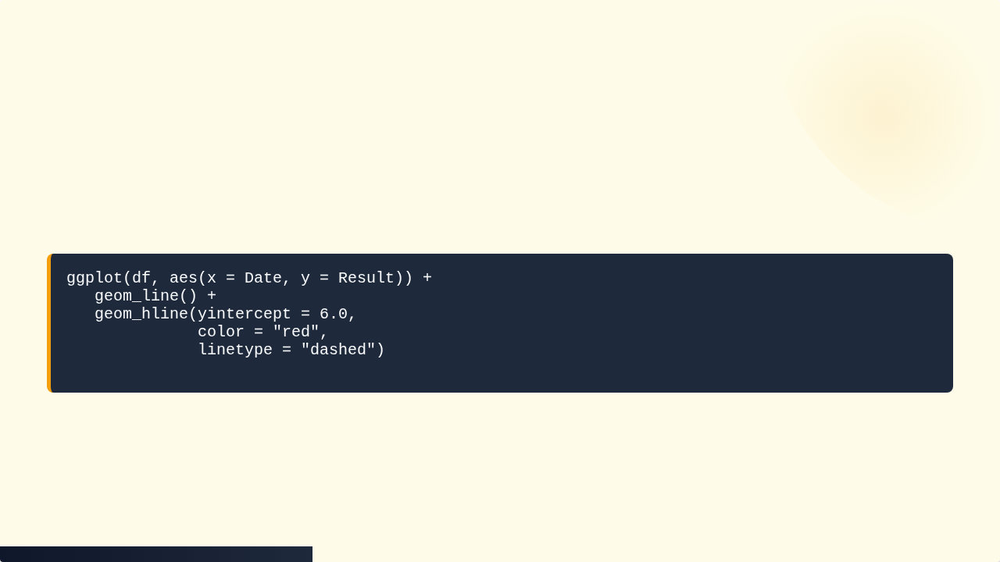 ggplot(df, aes(x = Date, y = Result)) +
   geom_line() +
   geom_hline(yintercept = 6.0,
              color = "red",
              linetype = "dashed")